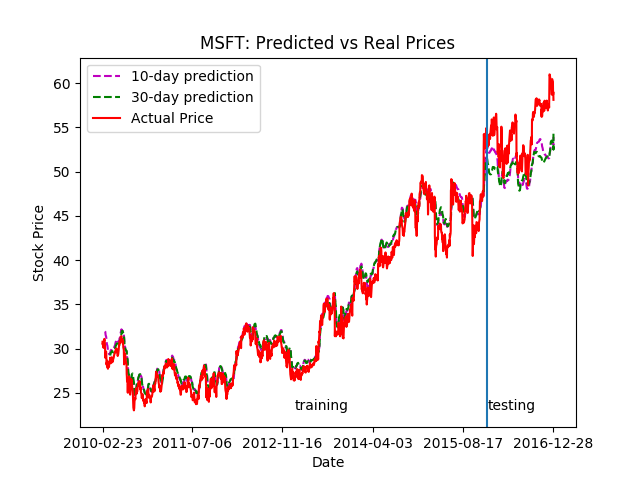 MSFT: Predicted vs Real Prices
10-day prediction
30-day prediction
Actual Price
60
55
50
45
40
35
30
25
Stock Price
training
testing
2010-02-23 2011-07-06 2012-11-16 2014-04-03 2015-08-17 2016-12-28
Date